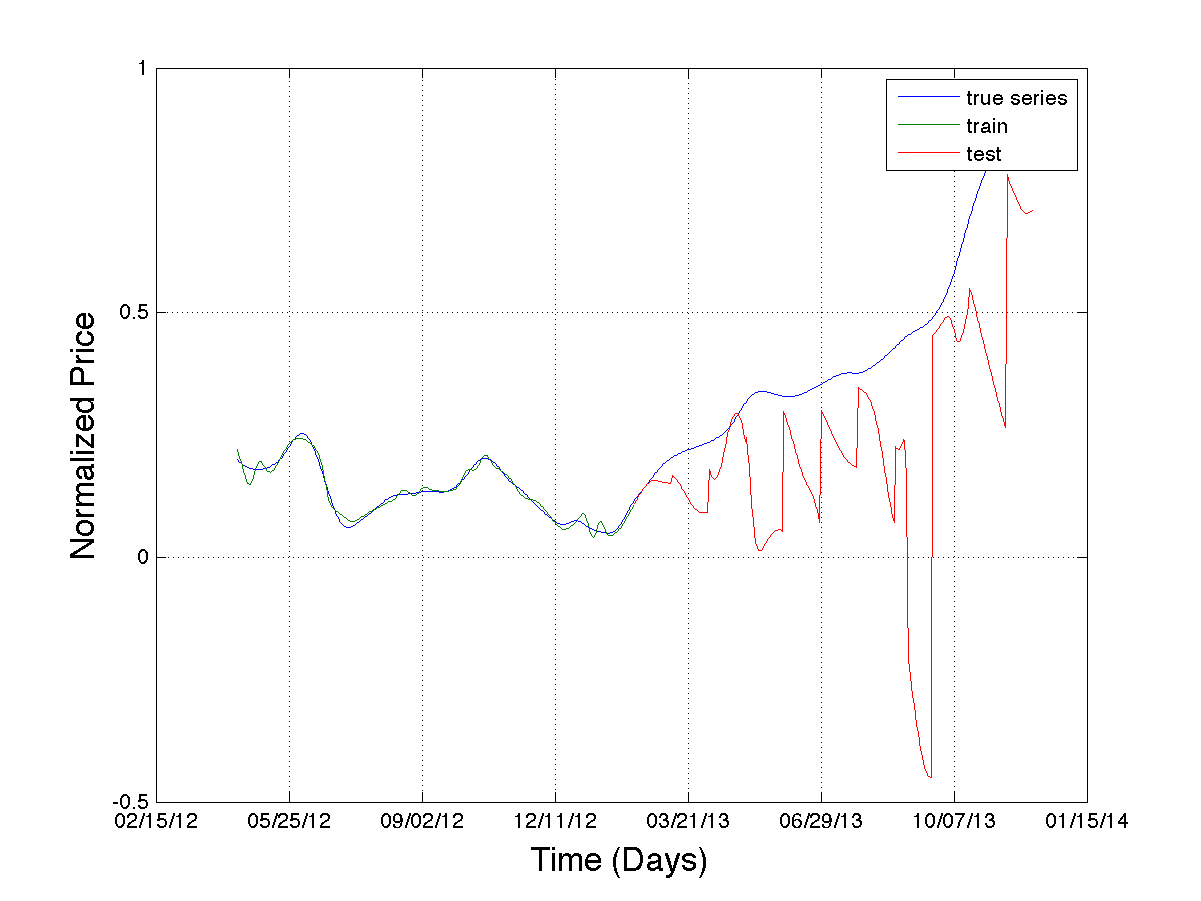 1
true series
train
test
0.5
Normalized Price
0
-0.5
02/15/12 05/25/12 09/02/12 12/11/12 03/21/13 06/29/13 10/07/13 01/15/14
Time (Days)